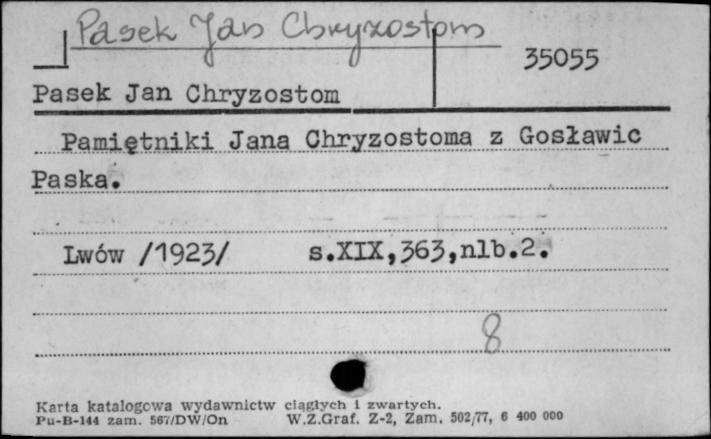 Pasek Jan Chryzostom
35055
Pasek Jan Chryzostom
Pamiętniki Jana Chryzostoma z Gosławic
Paska.
Lwów /1923/ s.XIX,363,nlb.2.
8
Karta katalogowa wydawnictw ciągłych i zwartych.
Pu-B-144 zam. 567/DW/On W.Z.Graf. Z-2, Zam. 502/77, 6 400 000